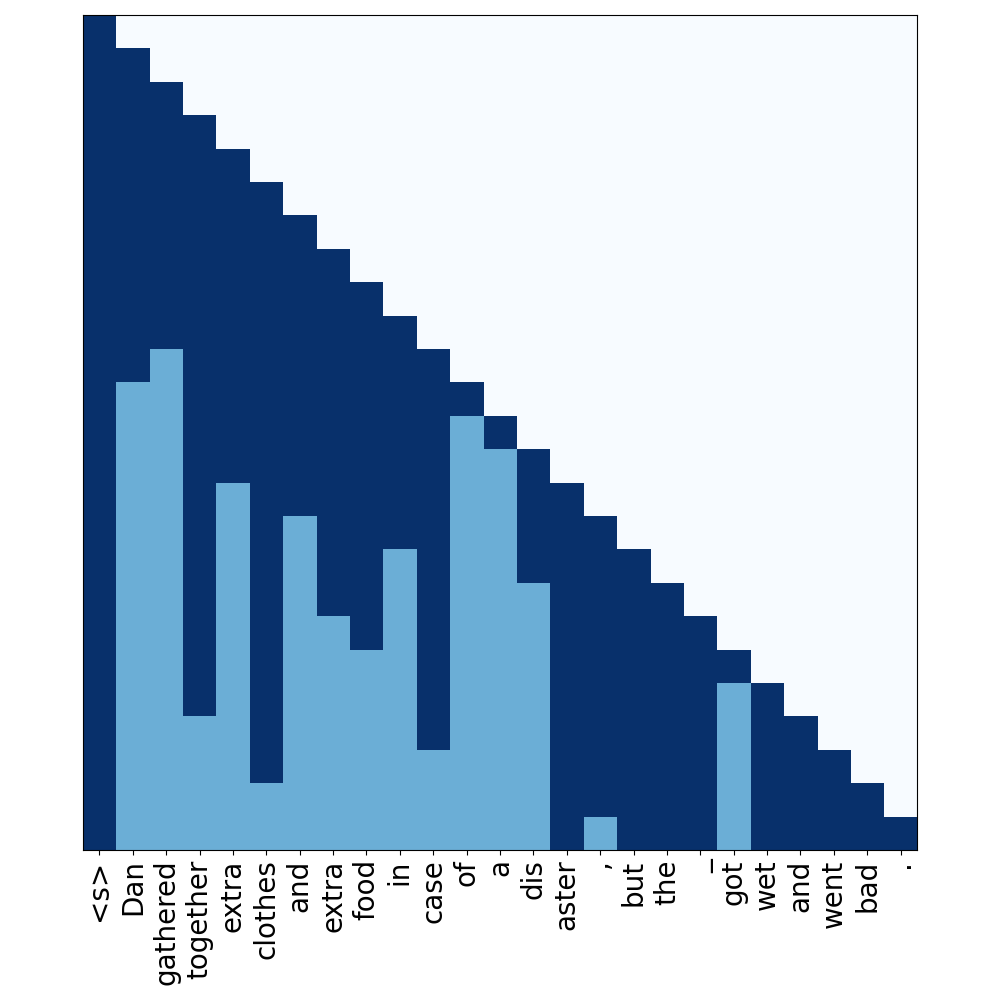 <s>
Dan
gathered
together
extra
clothes
and
extra
food
in
case
of
a
dis
aster
,
but
the
_
got
wet
and
went
bad
.